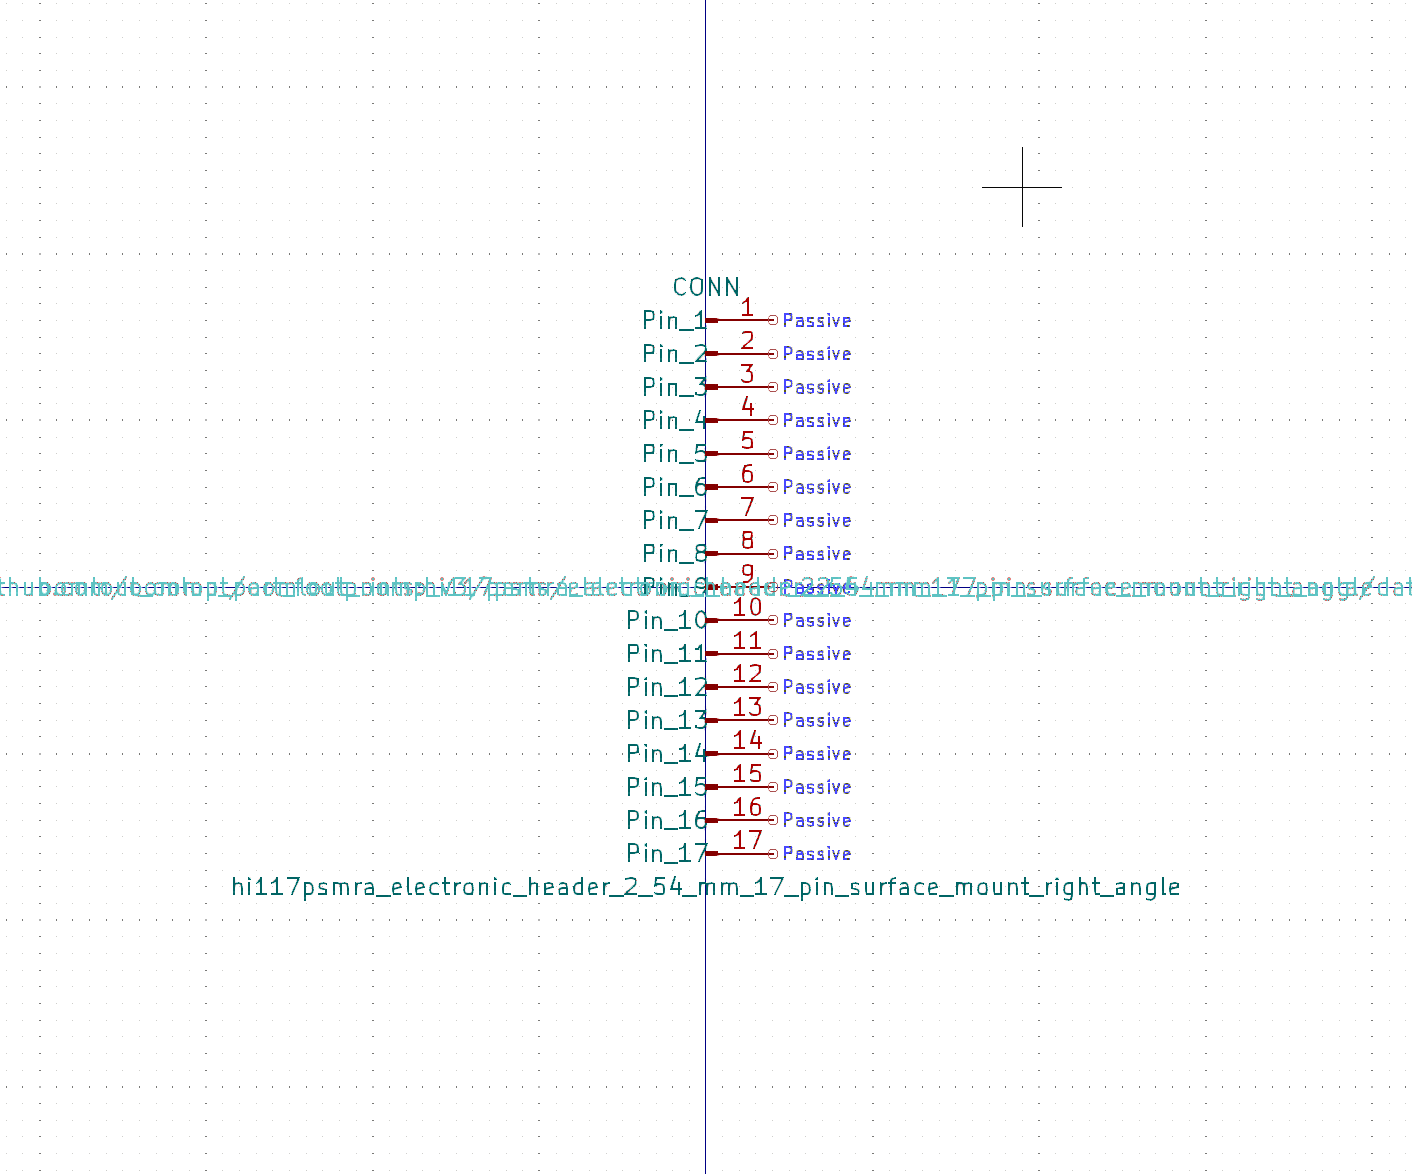 CONN
1
Pin_1 Passive
2
Pin_2 Passive
3
Pin_3 Passive
4
Pin_4 Passive
5
Pin_5 Passive
6
Pin_6 Passive
7
Pin_7 Passive
8
Pin_8 Passive
9
Pin_9 Passive
10
Pin_10 Passive
11
Pin_11 Passive
12
Pin_12 Passive
13
Pin_13 Passive
14
Pin_14 Passive
15
Pin_15 Passive
16
Pin_16 Passive
17
Pin_17 Passive
hi117psmra_electronic_header_2_54_mm_17_pin_surface_mount_right_angle